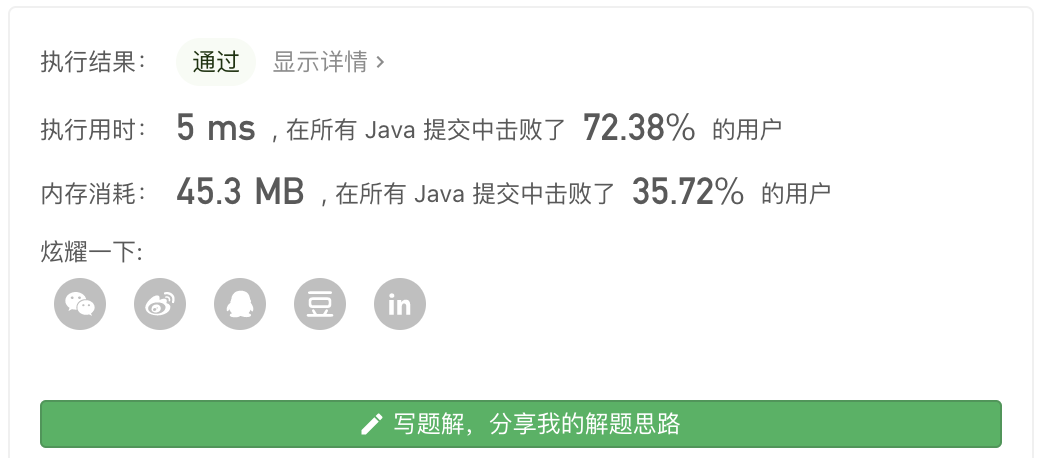 执行结果： 通过 显示详情 >
执行用时： 5 ms , 在所有 Java 提交中击败了 72.38% 的用户
内存消耗： 45.3 MB , 在所有 Java 提交中击败了 35.72% 的用户
炫耀一下:
豆 in
写题解，分享我的解题思路